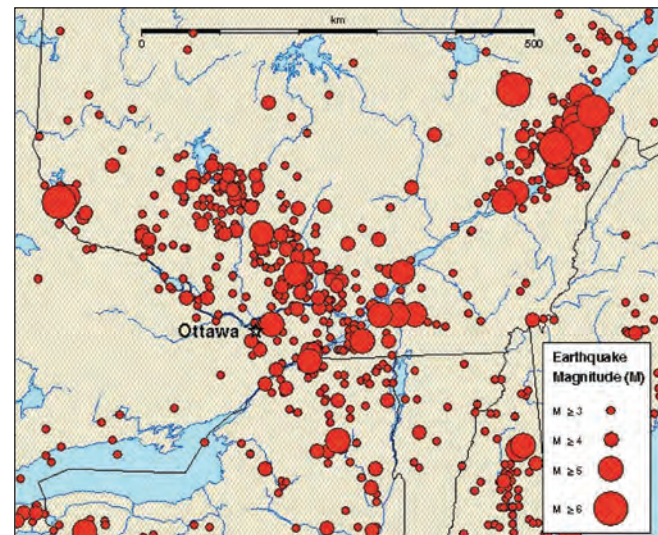 km
0
500
Ottawa
Earthquake
Magnitude (M)
M ≥ 3
M ≥ 4
M ≥ 5
M ≥ 6